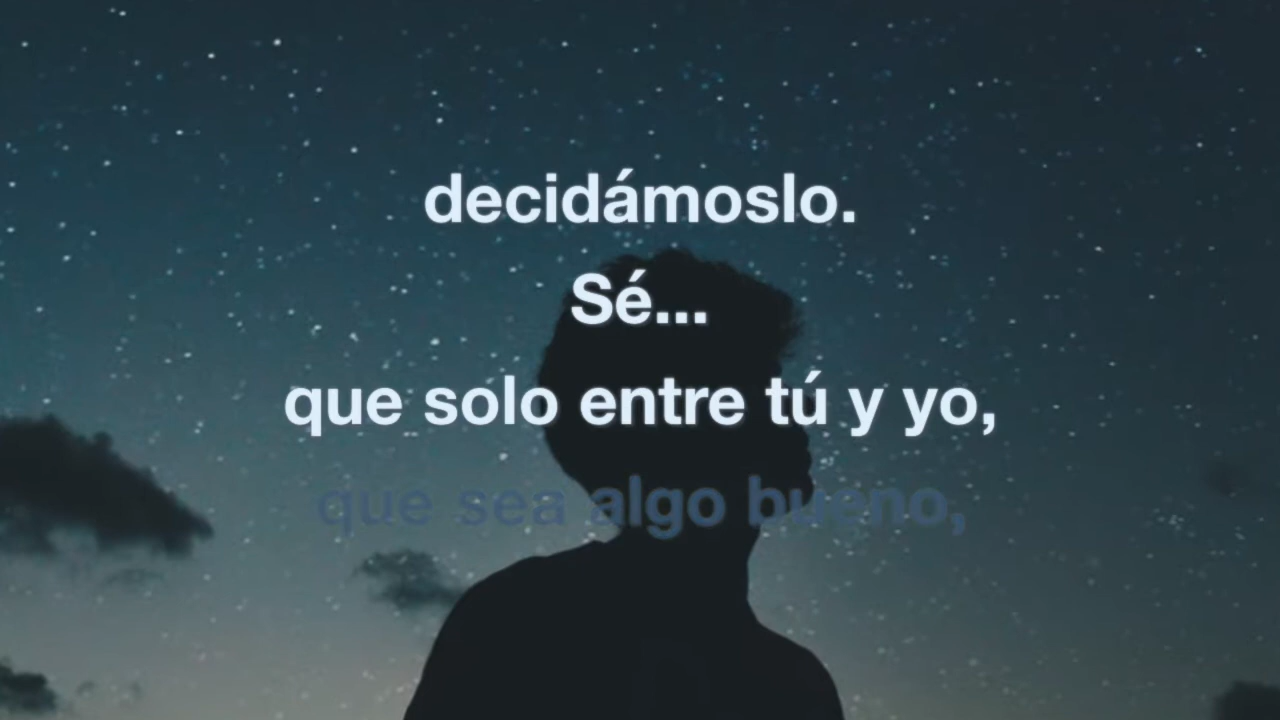 decidámoslo.
Sé...
que solo entre tú y yo,
que sea algo bueno,